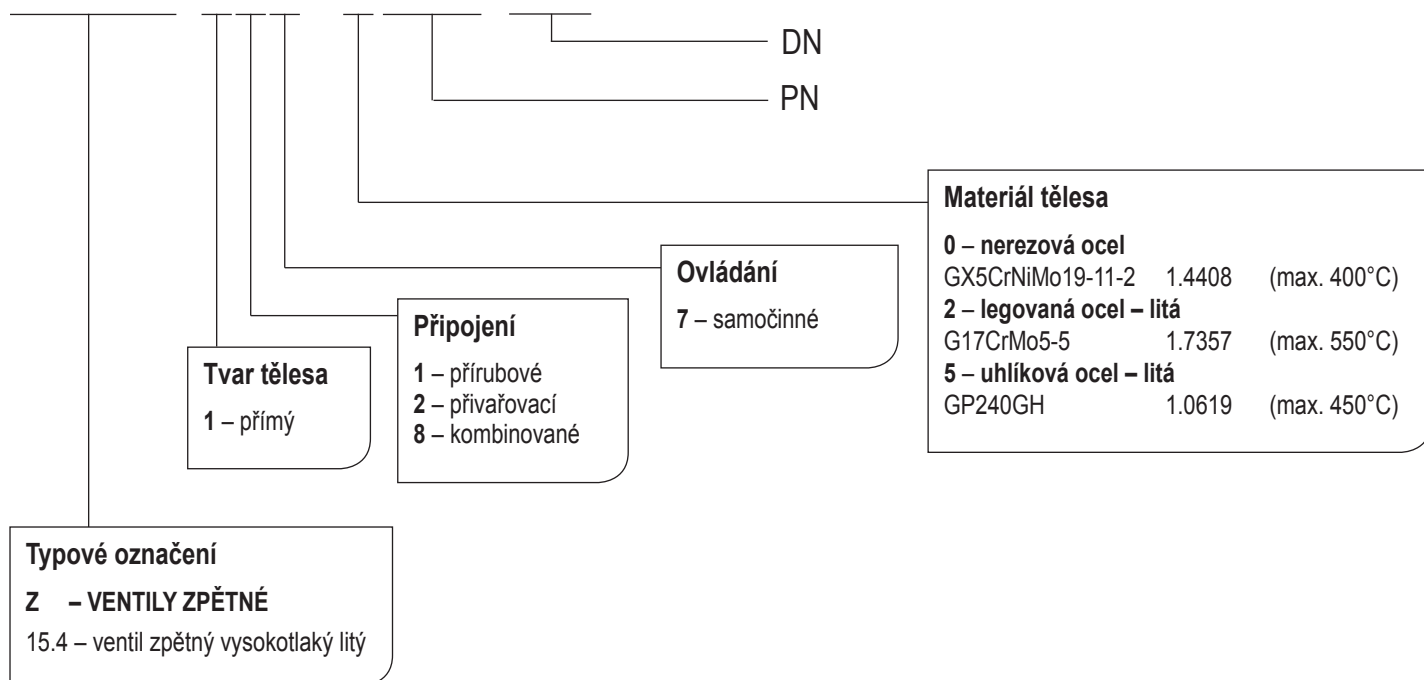 DN
PN
Materiál tělesa
0 – nerezová ocel
GX5CrNiMo19-11-2 1.4408 (max. 400°C)
2 – legovaná ocel – litá
G17CrMo5-5 1.7357 (max. 550°C)
5 – uhlíková ocel – litá
GP240GH 1.0619 (max. 450°C)
Ovládání
7 – samočinné
Připojení
1 – přírubové
2 – přivařovací
8 – kombinované
Tvar tělesa
1 – přímý
Typové označení
Z – VENTILY ZPĚTNÉ
15.4 – ventil zpětný vysokotlaký litý